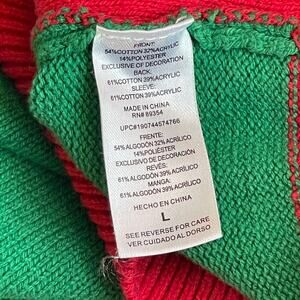 FRONT:
54%COTTON 32%ACRYLIC
14%POLYESTER
EXCLUSIVE OF DECORATION
BACK:
61%COTTON 39%ACRYLIC
SLEEVE:
61%COTTON 39%ACRYLIC
MADE IN CHINA
RN# 89354
UPC#190744574766
FRENTE:
54% ALGODÓN 32% ACRÍLICO
14%POLIÉSTER
EXCLUSIVO DE DECORACIÓN
REVÉS:
61% ALGODÓN 39%ACRÍLICO
MANGA:
61% ALGODÓN 39%ACRÍLICO
HECHO EN CHINA
L
SEE REVERSE FOR CARE
VER CUIDADO AL DORSO